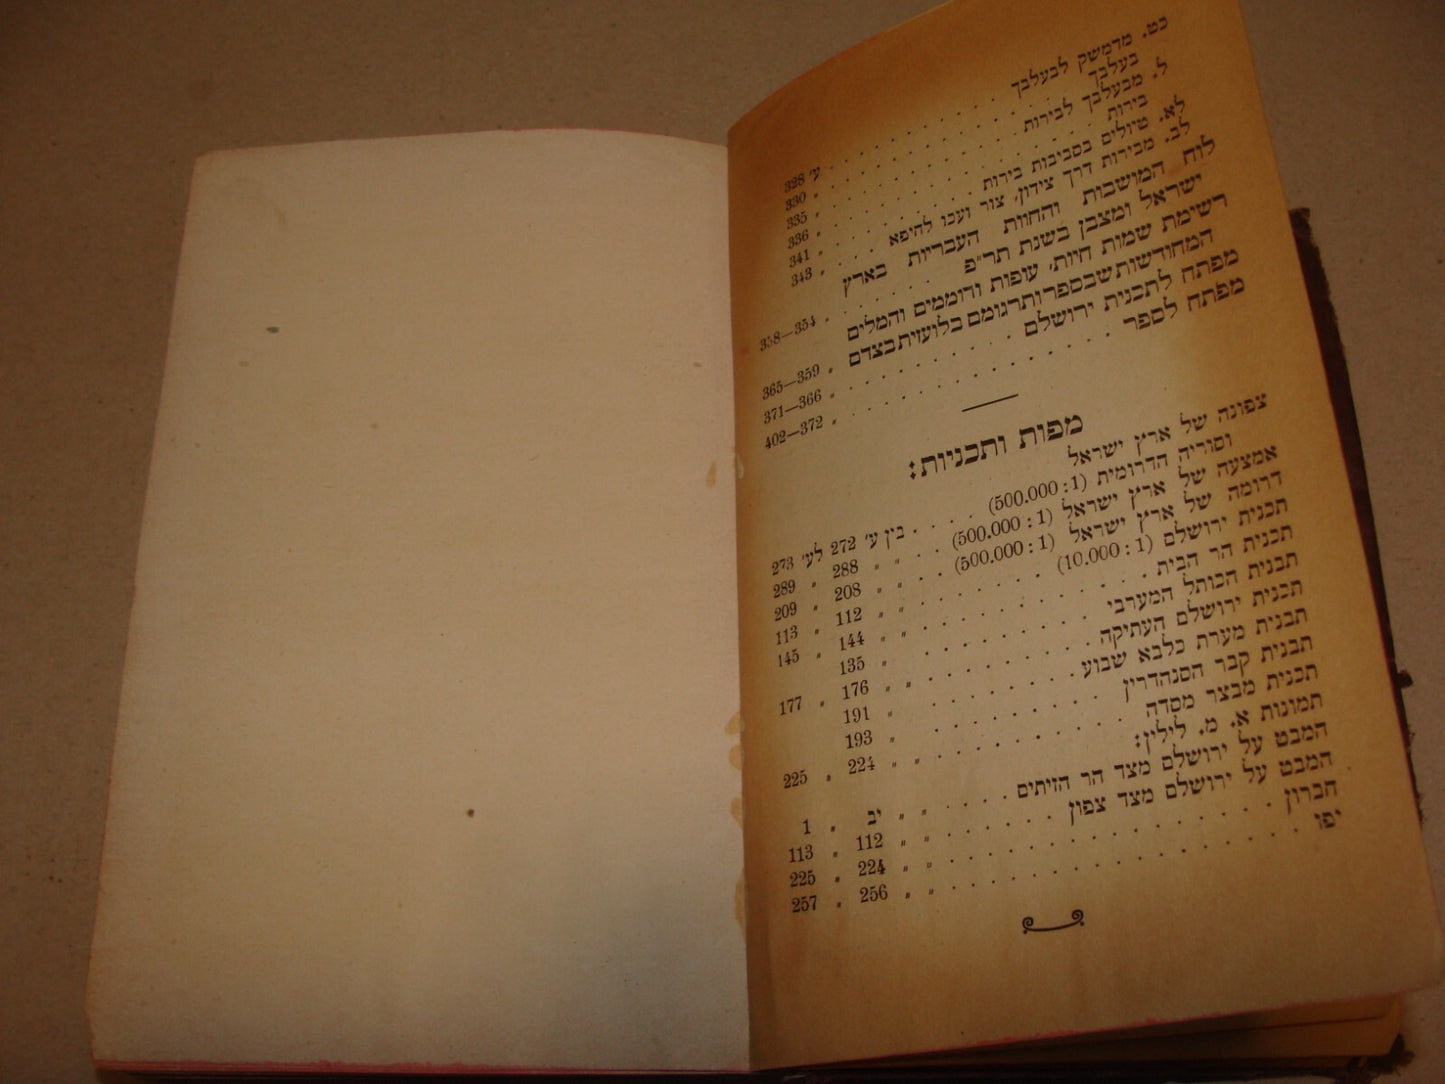 כט. מדמשק לבעלבך . . . . . . . . ע' 328
בעלבך . . . . . . . . „ 330
ל. מבעלבך לבירות . . . . . . . . „ 335
בירות . . . . . . . . „ 336
לא. טיולים בסביבות בירות . . . . . . . . „ 341
לב. מבירות דרך צידון, צור ועכו להיפא . . . „ 343
לוח המושבות והחוות העבריות בארץ
ישראל ומצבן בשנת תר״פ . . . . . „ 354—358
רשימת שמות חיות, עופות ורוממים והמלים
המחודשות שבספר ותרגומם בלועזית בצדם „ 359—365
מפתח לתכנית ירושלם . . . . . . . . „ 366—371
מפתח לספר . . . . . . . . . . „ 372—402
מפות ותכניות:
צפונה של ארץ ישראל
וסוריה הדרומית (1 : 500.000) . . . . בין ע' 272 לע' 273
אמצעה של ארץ ישראל (1 : 500.000) . . „ „ 288 „ 289
דרומה של ארץ ישראל (1 : 500.000) . . „ „ 208 „ 209
תכנית ירושלם (1 : 10.000) . . . . . . „ „ 112 „ 113
תכנית הר הבית . . . . . . . . . „ „ 144 „ 145
תבנית הכותל המערבי . . . . . . . . „ 135
תכנית ירושלם העתיקה . . . . . . . . „ „ 176 „ 177
תבנית מערת כלבא שבוע . . . . . . . . „ 191
תבנית קבר הסנהדרין . . . . . . . . „ 193
תכנית מבצר מסדה . . . . . . . . „ „ 224 „ 225
תמונות א. מ. לילין:
המבט על ירושלם מצד הר הזיתים . . . . „ „ יב „ 1
המבט על ירושלם מצד צפון . . . . . . „ „ 112 „ 113
חברון . . . . . . . . . . . „ „ 224 „ 225
יפו . . . . . . . . . . . . „ „ 256 „ 257